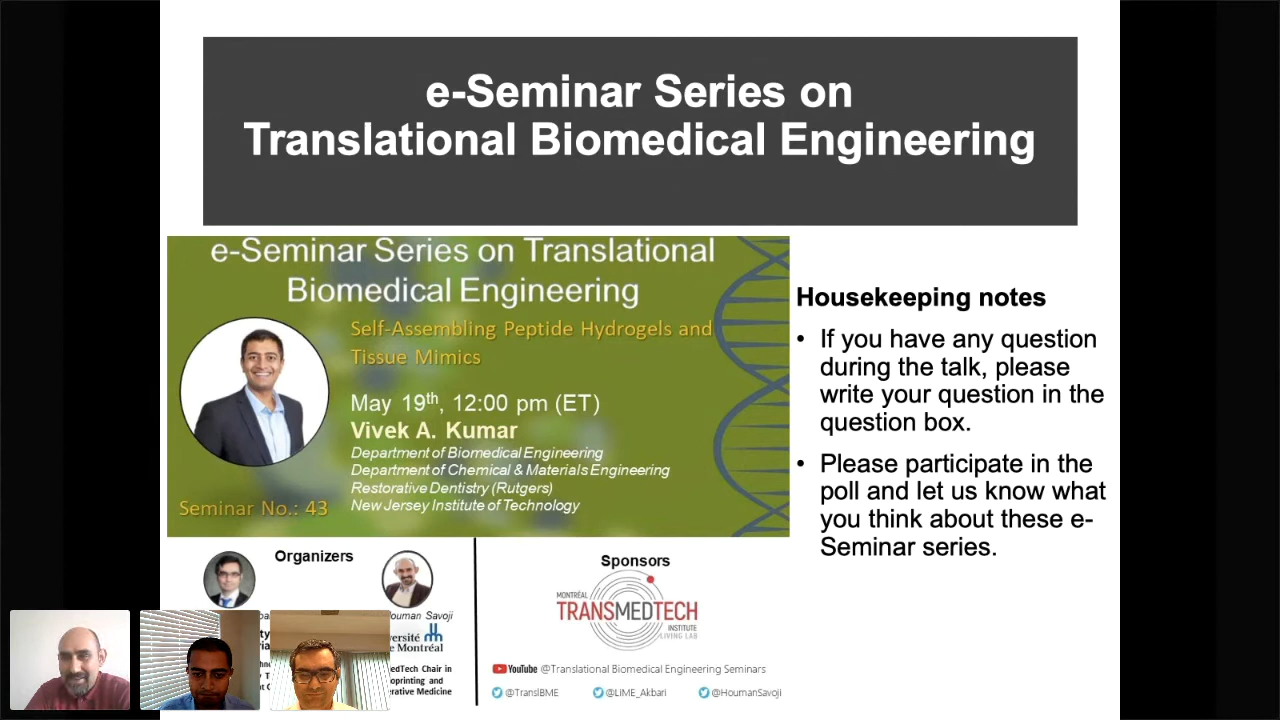 e-Seminar Series on
Translational Biomedical Engineering
e-Seminar Series on Translational
Biomedical Engineering
Self-Assembling Peptide Hydrogels and
Tissue Mimics
May 19th, 12:00 pm (ET)
Vivek A. Kumar
Department of Biomedical Engineering
Department of Chemical & Materials Engineering
Restorative Dentistry (Rutgers)
New Jersey Institute of Technology
Seminar No.: 43
Housekeeping notes
• If you have any question
during the talk, please
write your question in the
question box.
• Please participate in the
poll and let us know what
you think about these e-
Seminar series.
Organizers
Savoji
Montréal
Chair in
and
Medicine
Sponsors
MONTRÉAL
TRANSMEDTECH
INSTITUTE
LIVING LAB
YouTube @Translational Biomedical Engineering Seminars
@TranslBME @LiME_Akbari @HoumanSavoji